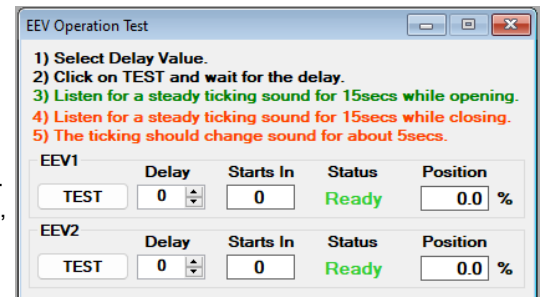 EEV Operation Test
1) Select Delay Value.
2) Click on TEST and wait for the delay.
3) Listen for a steady ticking sound for 15secs while opening.
4) Listen for a steady ticking sound for 15secs while closing.
5) The ticking should change sound for about 5secs.
EEV1
Delay Starts In Status Position
TEST 0 0 Ready 0.0 %
EEV2
Delay Starts In Status Position
TEST 0 0 Ready 0.0 %